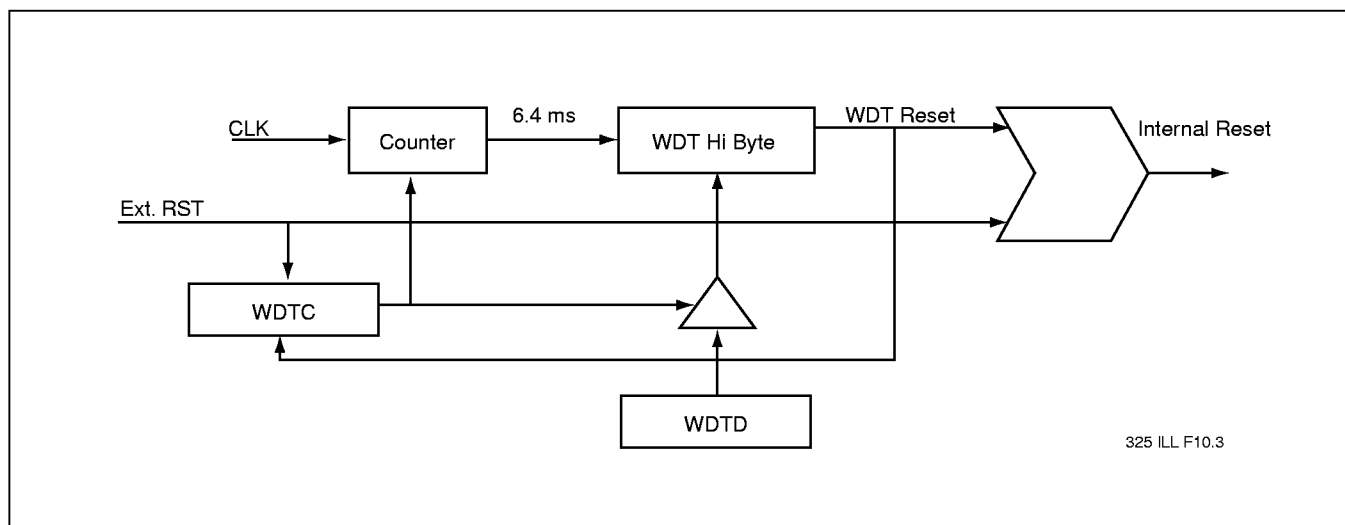 CLK
Counter
6.4 ms
WDT Hi Byte
WDT Reset
Internal Reset
Ext. RST
WDTC
WDTD
325 ILL F10.3